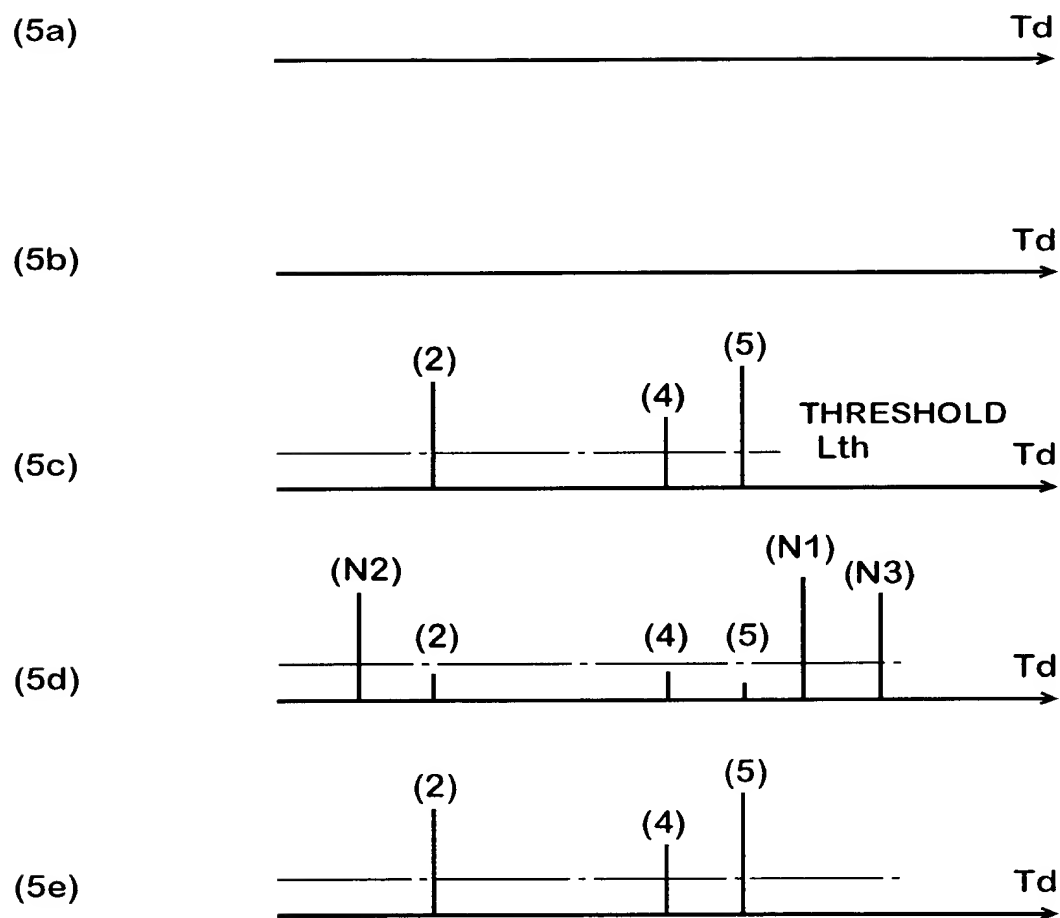 (5a) Td
(5b) Td
(2) (4) (5)
THRESHOLD
Lth
(5c) Td
(N2) (N1) (N3)
(2) (4) (5)
(5d) Td
(2) (4) (5)
(5e) Td